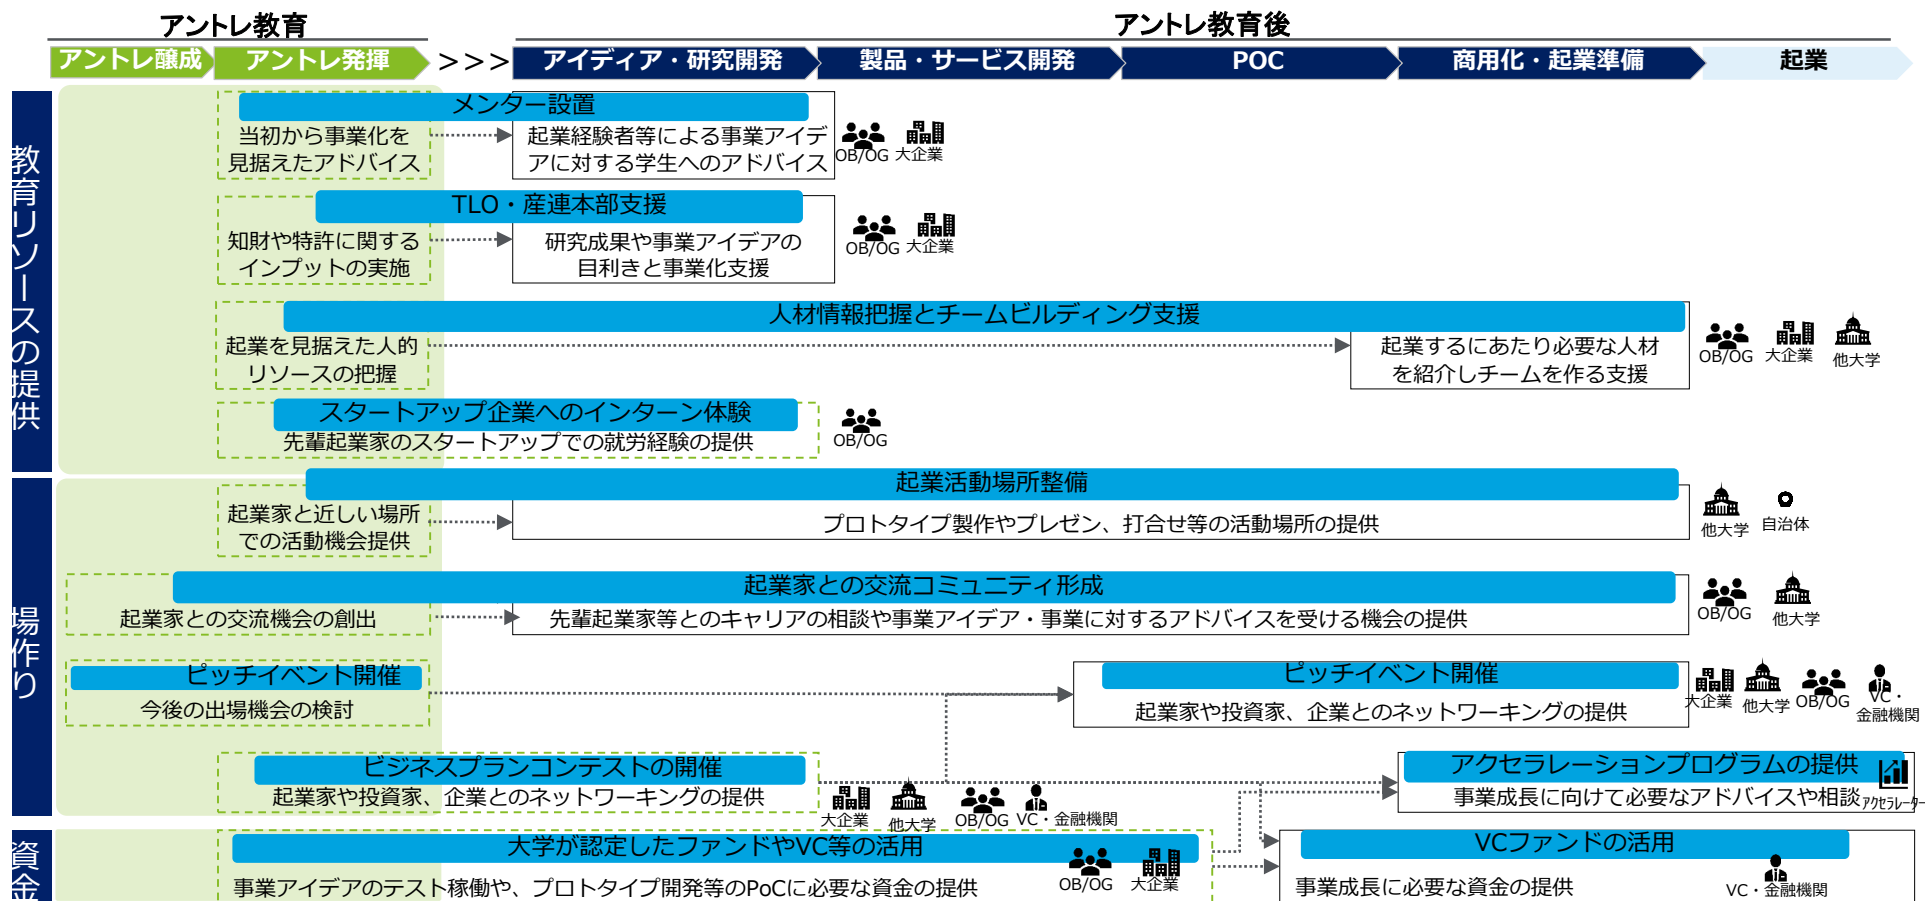 アントレ教育
アントレ教育後
アントレ醸成
アントレ発揮
>>>
アイディア・研究開発
製品・サービス開発
POC
商用化・起業準備
起業
教育リソースの提供
メンター設置
当初から事業化を
見据えたアドバイス
起業経験者等による事業アイデ
アに対する学生へのアドバイス
OB/OG
大企業
TLO・産連本部支援
知財や特許に関する
インプットの実施
研究成果や事業アイデアの
目利きと事業化支援
OB/OG
大企業
人材情報把握とチームビルディング支援
起業を見据えた人的
リソースの把握
起業するにあたり必要な人材
を紹介しチームを作る支援
OB/OG
大企業
他大学
スタートアップ企業へのインターン体験
先輩起業家のスタートアップでの就労経験の提供
OB/OG
場作り
起業活動場所整備
起業家と近しい場所
での活動機会提供
プロトタイプ製作やプレゼン、打合せ等の活動場所の提供
他大学
自治体
起業家との交流コミュニティ形成
起業家との交流機会の創出
先輩起業家等とのキャリアの相談や事業アイデア・事業に対するアドバイスを受ける機会の提供
OB/OG
他大学
ピッチイベント開催
今後の出場機会の検討
ピッチイベント開催
起業家や投資家、企業とのネットワーキングの提供
大企業
他大学
OB/OG
VC・
金融機関
ビジネスプランコンテストの開催
起業家や投資家、企業とのネットワーキングの提供
大企業
他大学
OB/OG
VC・金融機関
アクセラレーションプログラムの提供
事業成長に向けて必要なアドバイスや相談
アクセラレーター
資金
大学が認定したファンドやVC等の活用
事業アイデアのテスト稼働や、プロトタイプ開発等のPoCに必要な資金の提供
OB/OG
大企業
VCファンドの活用
事業成長に必要な資金の提供
VC・金融機関